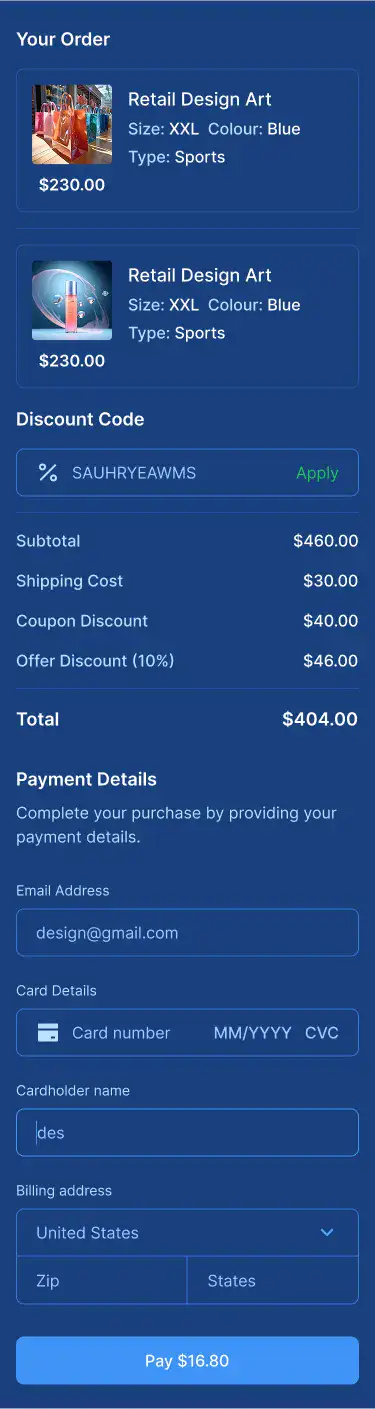 Your Order
Retail Design Art
Size: XXL Colour: Blue
Type: Sports
$230.00
Retail Design Art
Size: XXL Colour: Blue
Type: Sports
$230.00
Discount Code
SAUHRYEAWMS Apply
Subtotal $460.00
Shipping Cost $30.00
Coupon Discount $40.00
Offer Discount (10%) $46.00
Total $404.00
Payment Details
Complete your purchase by providing your
payment details.
Email Address
design@gmail.com
Card Details
Card number MM/YYYY CVC
Cardholder name
des
Billing address
United States
Zip States
Pay $16.80